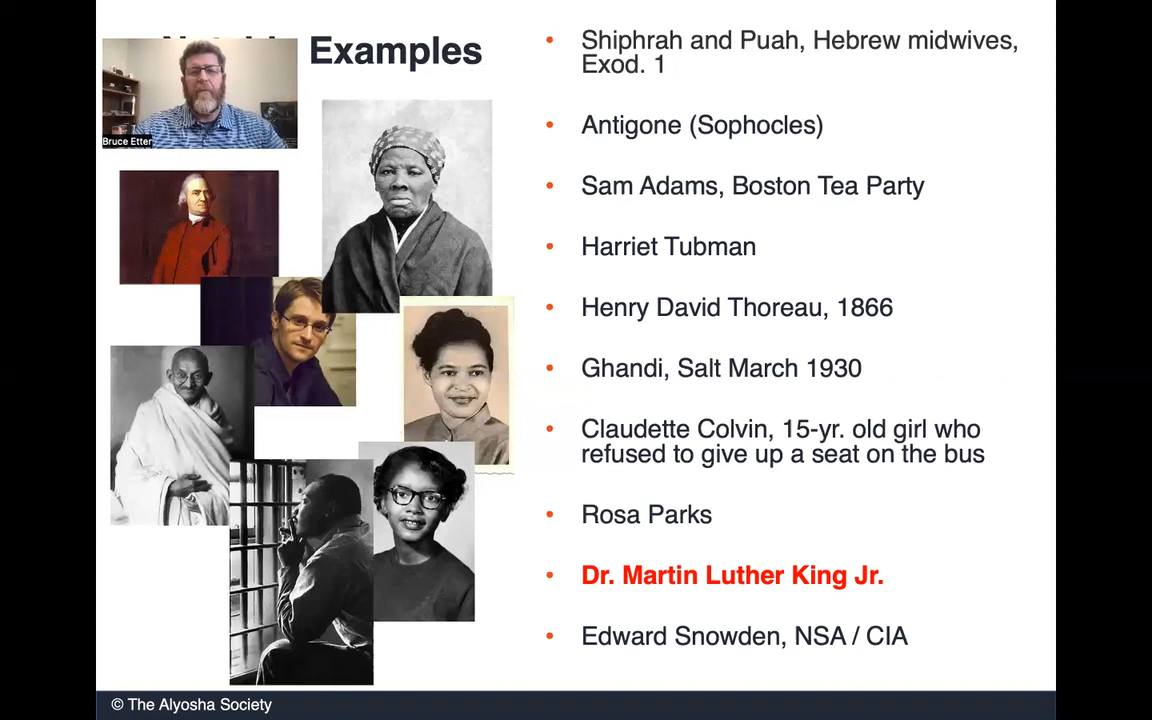 Examples
Bruce Etter
• Shiphrah and Puah, Hebrew midwives,
Exod. 1
• Antigone (Sophocles)
• Sam Adams, Boston Tea Party
• Harriet Tubman
• Henry David Thoreau, 1866
• Ghandi, Salt March 1930
• Claudette Colvin, 15-yr. old girl who
refused to give up a seat on the bus
• Rosa Parks
• Dr. Martin Luther King Jr.
• Edward Snowden, NSA / CIA
© The Alyosha Society